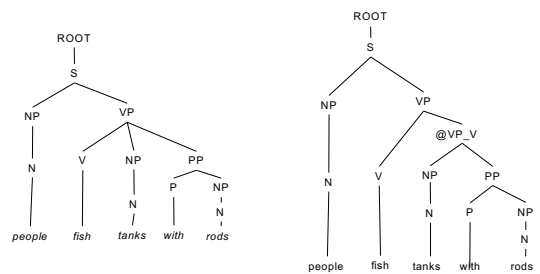 ROOT
S
NP VP
N V NP PP
N P NP
N
people fish tanks with rods
ROOT
S
NP VP
@VP_V
N V NP PP
N P NP
N
people fish tanks with rods